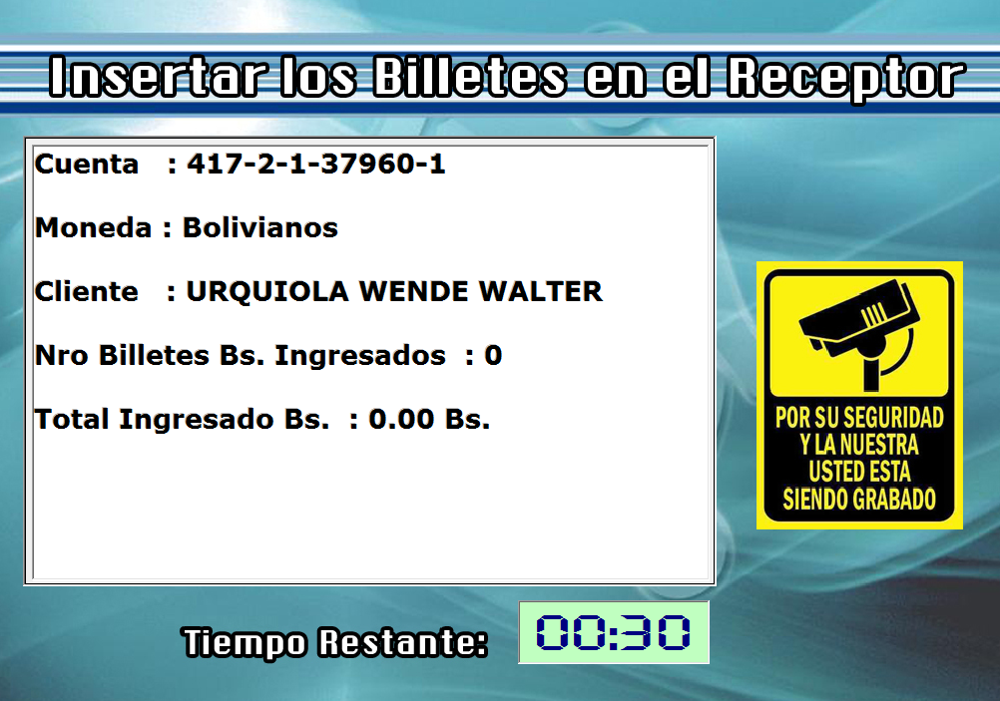 Insertar los Billetes en el Receptor
Cuenta : 417-2-1-37960-1
Moneda : Bolivianos
Cliente : URQUIOLA WENDE WALTER
Nro Billetes Bs. Ingresados : 0
Total Ingresado Bs. : 0.00 Bs.
POR SU SEGURIDAD
Y LA NUESTRA
USTED ESTA
SIENDO GRABADO
Tiempo Restante: 00:30